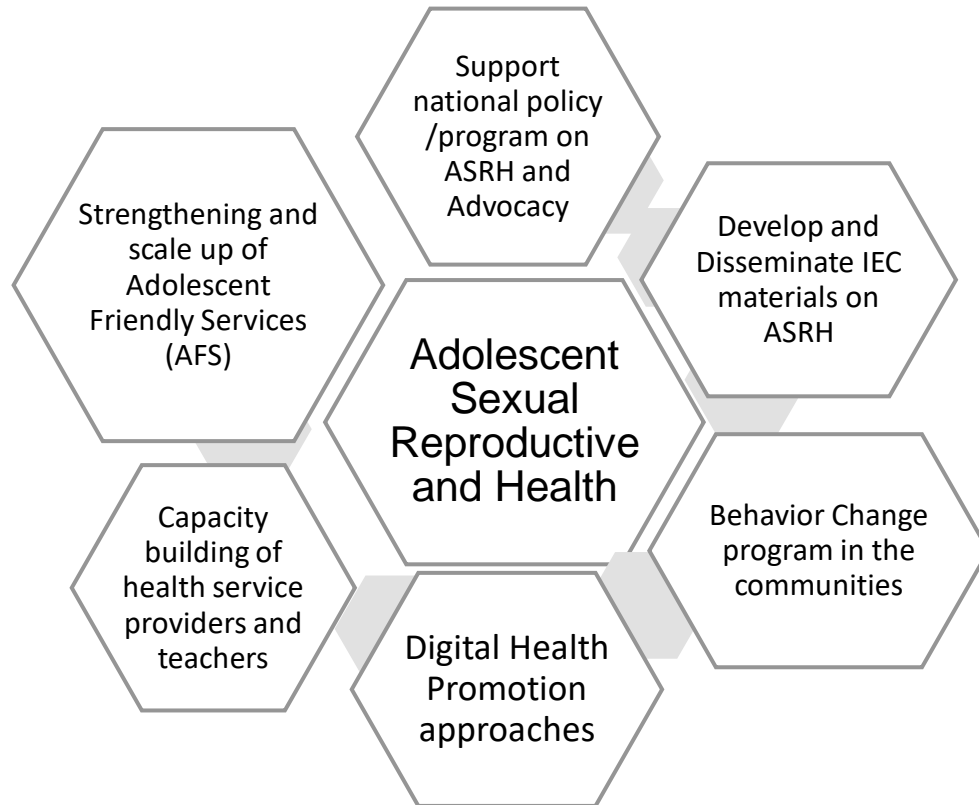 Support
national policy
/program on
ASRH and
Advocacy
Develop and
Disseminate IEC
materials on
ASRH
Behavior Change
program in the
communities
Digital Health
Promotion
approaches
Capacity
building of
health service
providers and
teachers
Strengthening and
scale up of
Adolescent
Friendly Services
(AFS)
Adolescent
Sexual
Reproductive
and Health